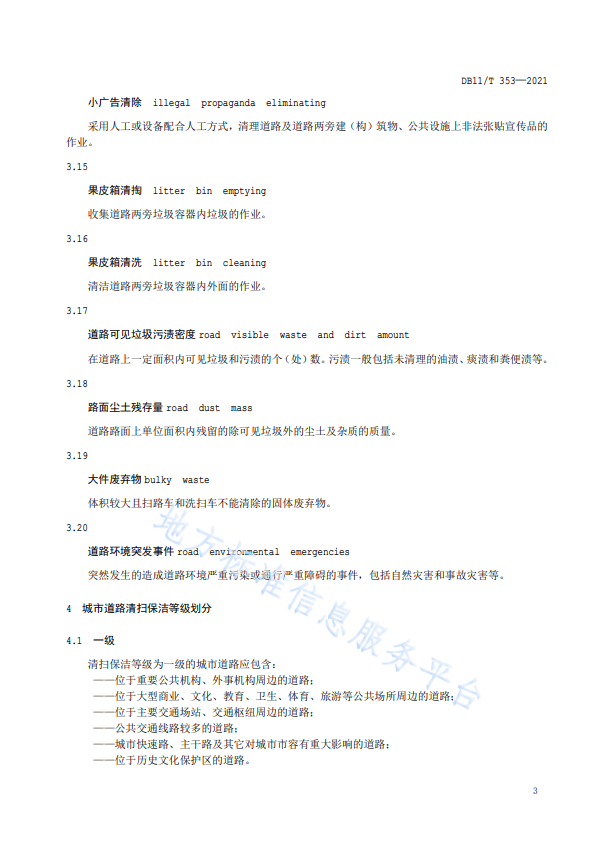 DB11/T 353—2021
小广告清除  illegal propaganda eliminating
采用人工或设备配合人工方式，清理道路及道路两旁建（构）筑物、公共设施上非法张贴宣传品的
作业。
3.15
果皮箱清掏  litter bin emptying
收集道路两旁垃圾容器内垃圾的作业。
3.16
果皮箱清洗  litter bin cleaning
清洁道路两旁垃圾容器内外面的作业。
3.17
道路可见垃圾污渍密度 road visible waste and dirt amount
在道路上一定面积内可见垃圾和污渍的个（处）数。污渍一般包括未清理的油渍、痰渍和粪便渍等。
3.18
路面尘土残存量 road dust mass
道路路面上单位面积内残留的除可见垃圾外的尘土及杂质的质量。
3.19
大件废弃物 bulky waste
体积较大且扫路车和洗扫车不能清除的固体废弃物。
3.20
道路环境突发事件 road environmental emergencies
突然发生的造成道路环境严重污染或通行严重障碍的事件，包括自然灾害和事故灾害等。
4 城市道路清扫保洁等级划分
4.1 一级
清扫保洁等级为一级的城市道路应包含：
——位于重要公共机构、外事机构周边的道路；
——位于大型商业、文化、教育、卫生、体育、旅游等公共场所周边的道路；
——位于主要交通场站、交通枢纽周边的道路；
——公共交通线路较多的道路；
——城市快速路、主干路及其它对城市市容有重大影响的道路；
——位于历史文化保护区的道路。
地方标准信息服务平台
3